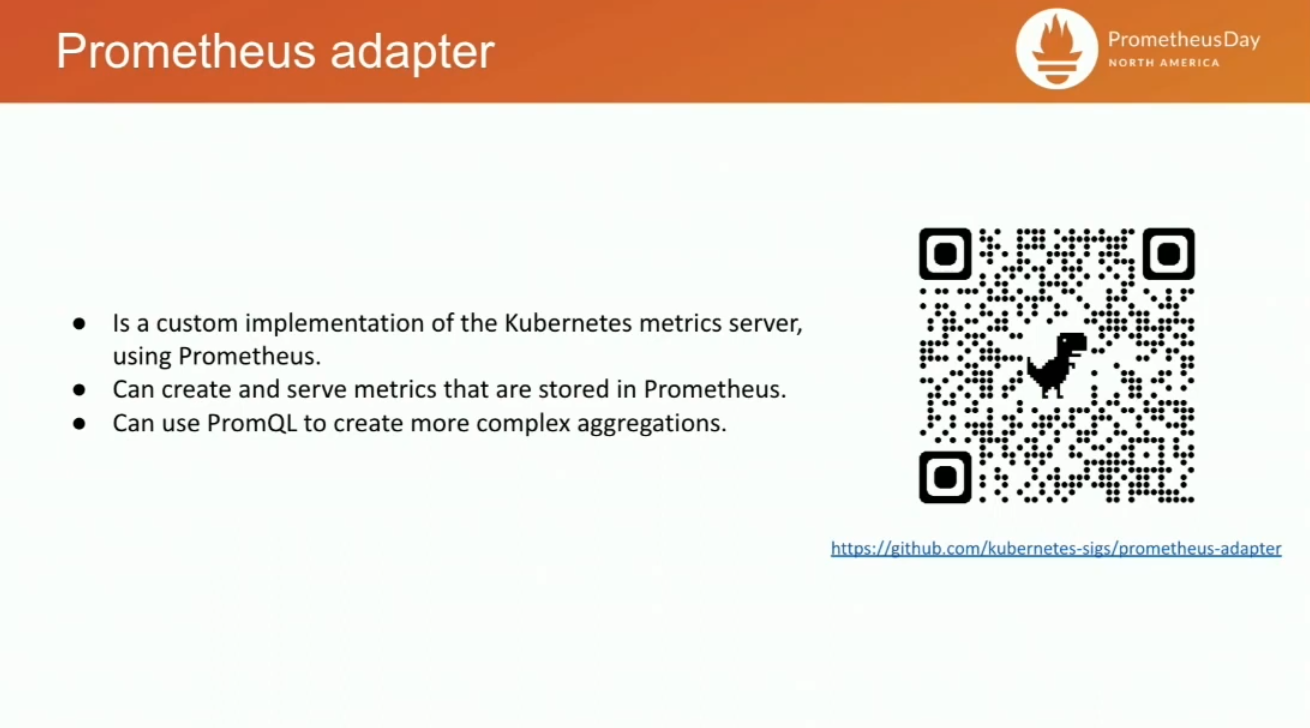 Prometheus adapter
PrometheusDay
NORTH AMERICA
● Is a custom implementation of the Kubernetes metrics server,
using Prometheus.
● Can create and serve metrics that are stored in Prometheus.
● Can use PromQL to create more complex aggregations.
https://github.com/kubernetes-sigs/prometheus-adapter